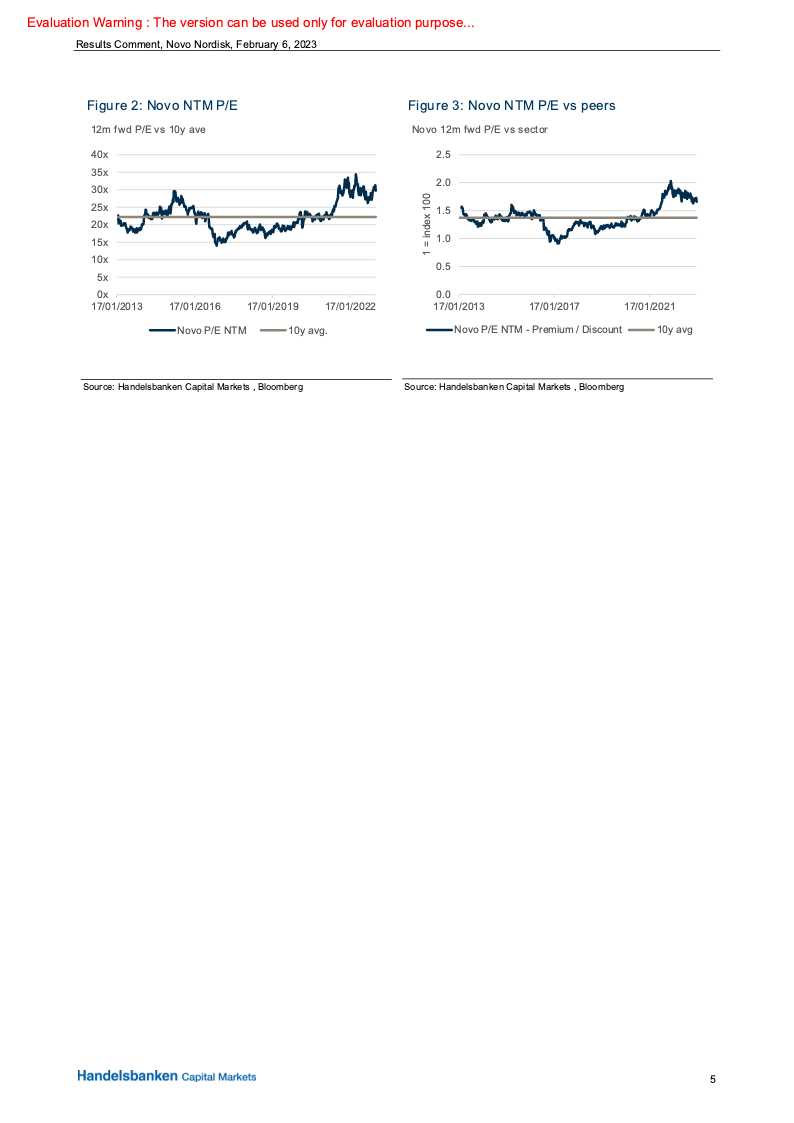 Evaluation Warning : The version can be used only for evaluation purpose...
Results Comment, Novo Nordisk, February 6, 2023
Figure 2: Novo NTM P/E
12m fwd P/E vs 10y ave
40x
35x
30x
25x
20x
15x
10x
5x
0x
17/01/2013 17/01/2016 17/01/2019 17/01/2022
Novo P/E NTM 10y avg.
Source: Handelsbanken Capital Markets , Bloomberg
Figure 3: Novo NTM P/E vs peers
Novo 12m fwd P/E vs sector
1 = index 100
2.5
2.0
1.5
1.0
0.5
0.0
17/01/2013 17/01/2017 17/01/2021
Novo P/E NTM - Premium / Discount 10y avg
Source: Handelsbanken Capital Markets , Bloomberg
Handelsbanken Capital Markets
5